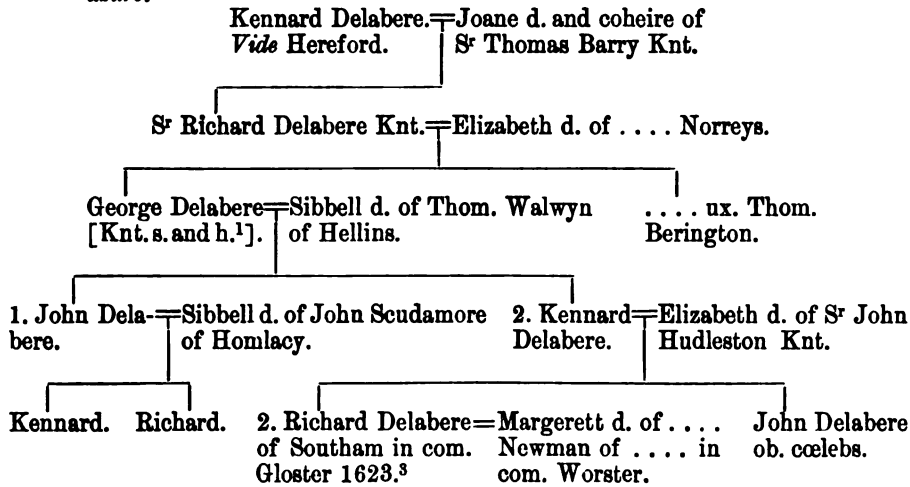 Kennard Delabere.=Joane d. and coheire of
Vide Hereford. Sr Thomas Barry Knt.
Sr Richard Delabere Knt.=Elizabeth d. of . . . . Norreys.
George Delabere=Sibbell d. of Thom. Walwyn . . . . ux. Thom.
[Knt. s. and h.¹]. of Hellins. Berington.
1. John Dela-=Sibbell d. of John Scudamore 2. Kennard=Elizabeth d. of Sr John
bere. of Homlacy. Delabere. Hudleston Knt.
Kennard. Richard. 2. Richard Delabere=Margerett d. of . . . . John Delabere
of Southam in com. Newman of . . . . in ob. cœlebs.
Gloster 1623.³ com. Worster.